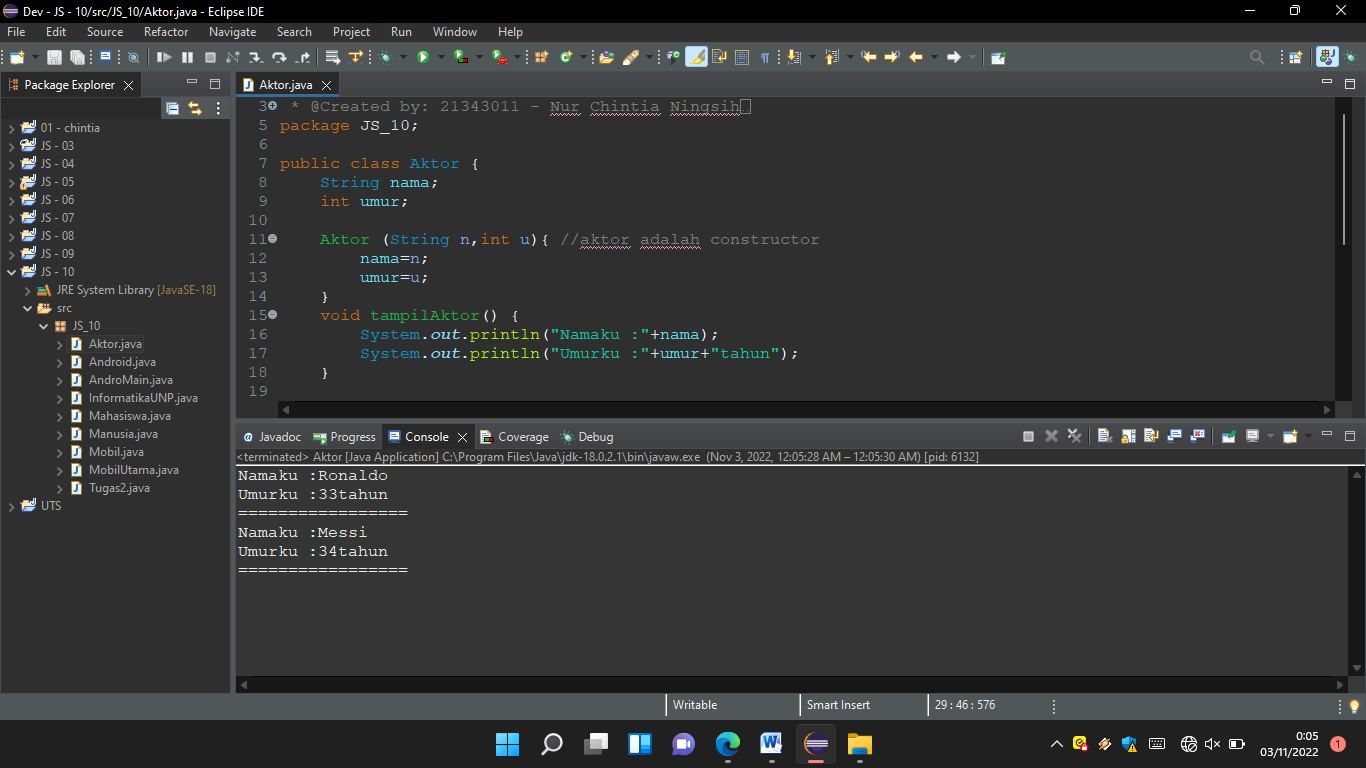 Dev - JS - 10/src/JS_10/Aktor.java - Eclipse IDE
File Edit Source Refactor Navigate Search Project Run Window Help
Package Explorer
01 - chintia
JS - 03
JS - 04
JS - 05
JS - 06
JS - 07
JS - 08
JS - 09
JS - 10
JRE System Library [JavaSE-18]
src
JS_10
Aktor.java
Android.java
AndroMain.java
InformatikaUNP.java
Mahasiswa.java
Manusia.java
Mobil.java
MobilUtama.java
Tugas2.java
UTS
Aktor.java
3 * @Created by: 21343011 - Nur Chintia Ningsih
5 package JS_10;
6
7 public class Aktor {
8 String nama;
9 int umur;
10
11 Aktor (String n,int u){ //aktor adalah constructor
12 nama=n;
13 umur=u;
14 }
15 void tampilAktor() {
16 System.out.println("Namaku :"+nama);
17 System.out.println("Umurku :"+umur+"tahun");
18 }
19
Javadoc Progress Console Coverage Debug
<terminated> Aktor [Java Application] C:\Program Files\Java\jdk-18.0.2.1\bin\javaw.exe (Nov 3, 2022, 12:05:28 AM – 12:05:30 AM) [pid: 6132]
Namaku :Ronaldo
Umurku :33tahun
=================
Namaku :Messi
Umurku :34tahun
=================
Writable Smart Insert 29 : 46 : 576
0:05
03/11/2022
1